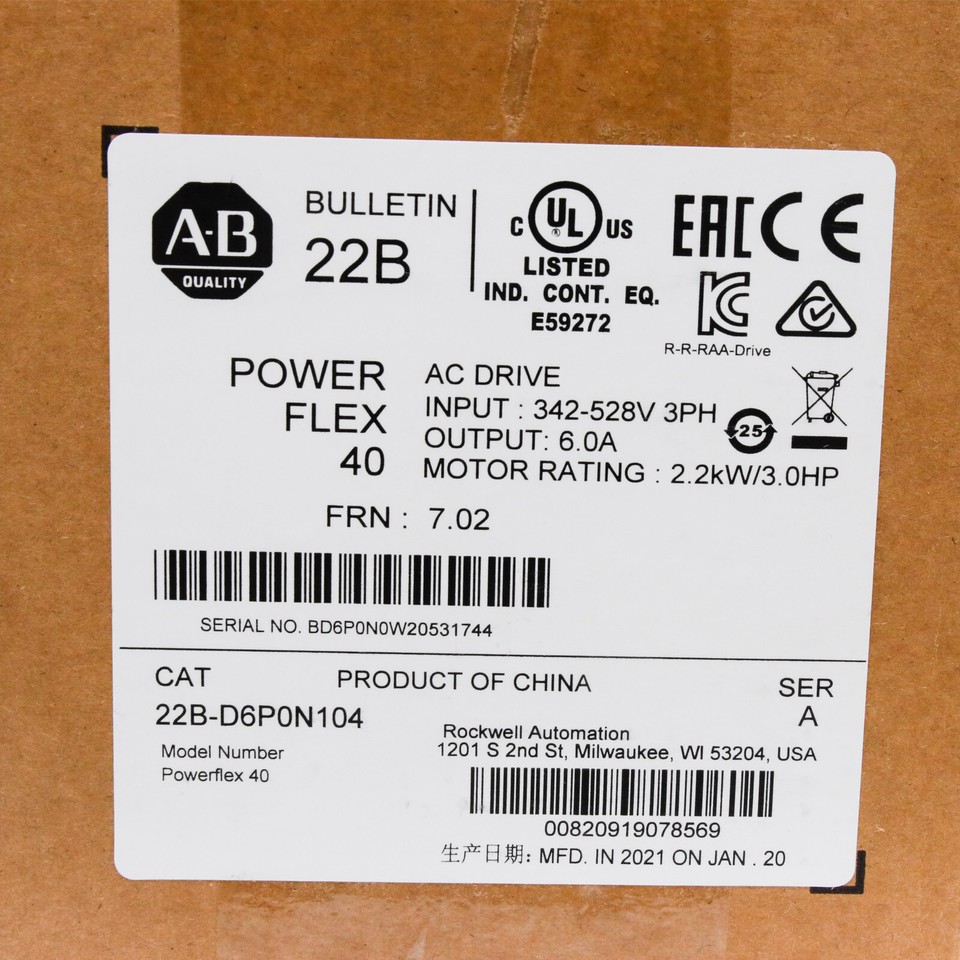 A-B
QUALITY
BULLETIN
22B
C UL US
®
LISTED
IND. CONT. EQ.
E59272
EAC CE
KC
R-R-RAA-Drive
POWER
FLEX
40
AC DRIVE
INPUT : 342-528V 3PH
OUTPUT: 6.0A
MOTOR RATING : 2.2kW/3.0HP
25
FRN : 7.02
SERIAL NO. BD6P0N0W20531744
CAT
PRODUCT OF CHINA
SER
22B-D6P0N104
A
Model Number
Powerflex 40
Rockwell Automation
1201 S 2nd St, Milwaukee, WI 53204, USA
00820919078569
生产日期: MFD. IN 2021 ON JAN . 20